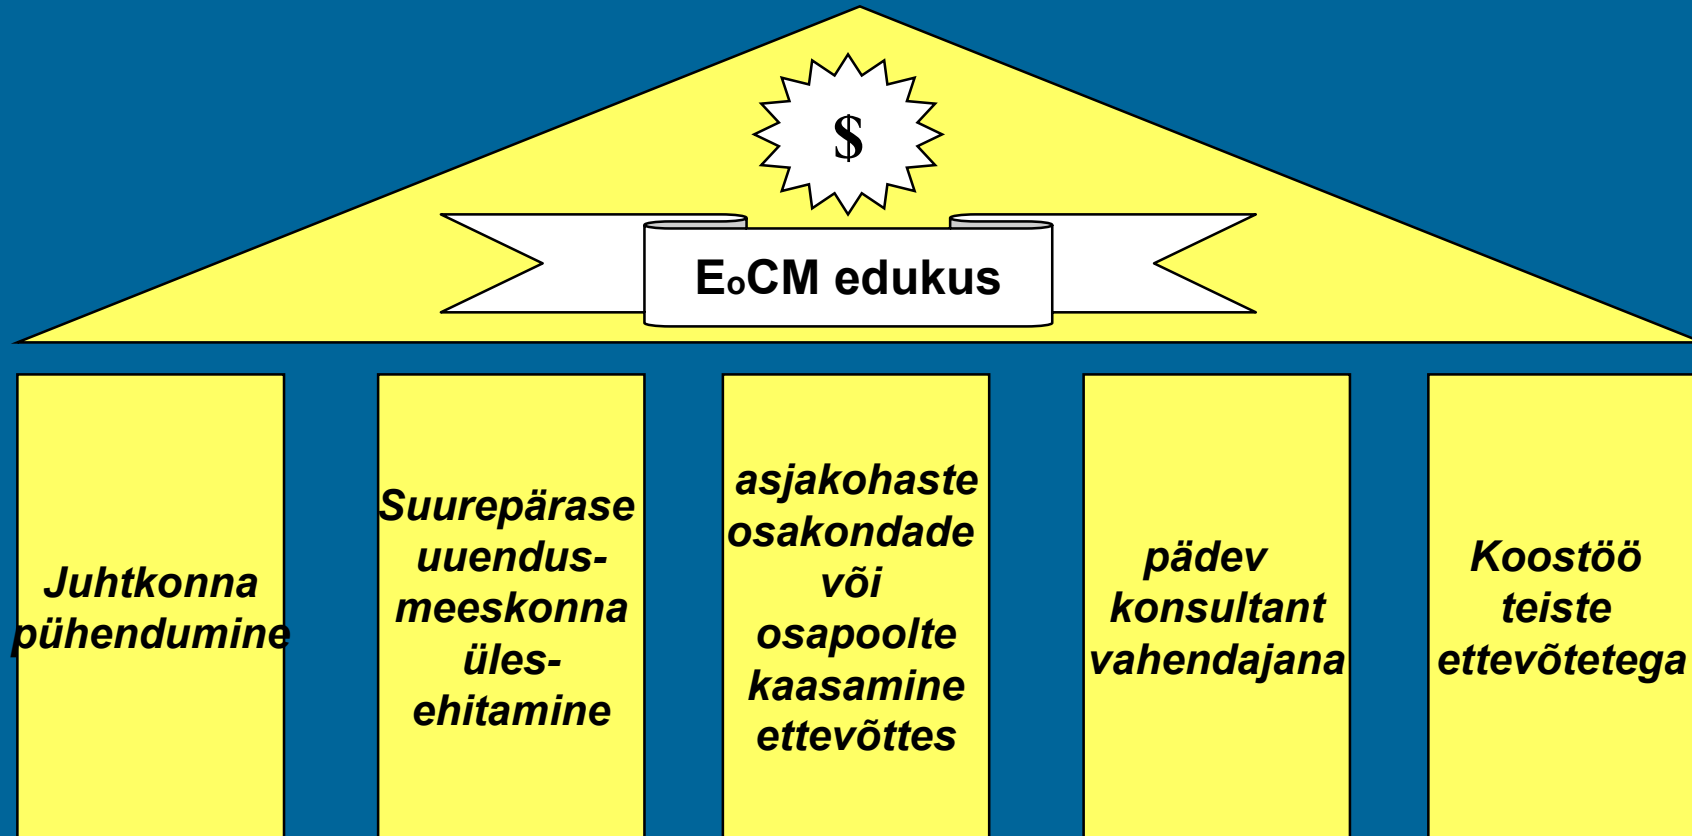 $
EoCM edukus
Juhtkonna
pühendumine
Suurepärase
uuendus-
meeskonna
üles-
ehitamine
asjakohaste
osakondade
või
osapoolte
kaasamine
ettevõttes
pädev
konsultant
vahendajana
Koostöö
teiste
ettevõtetega